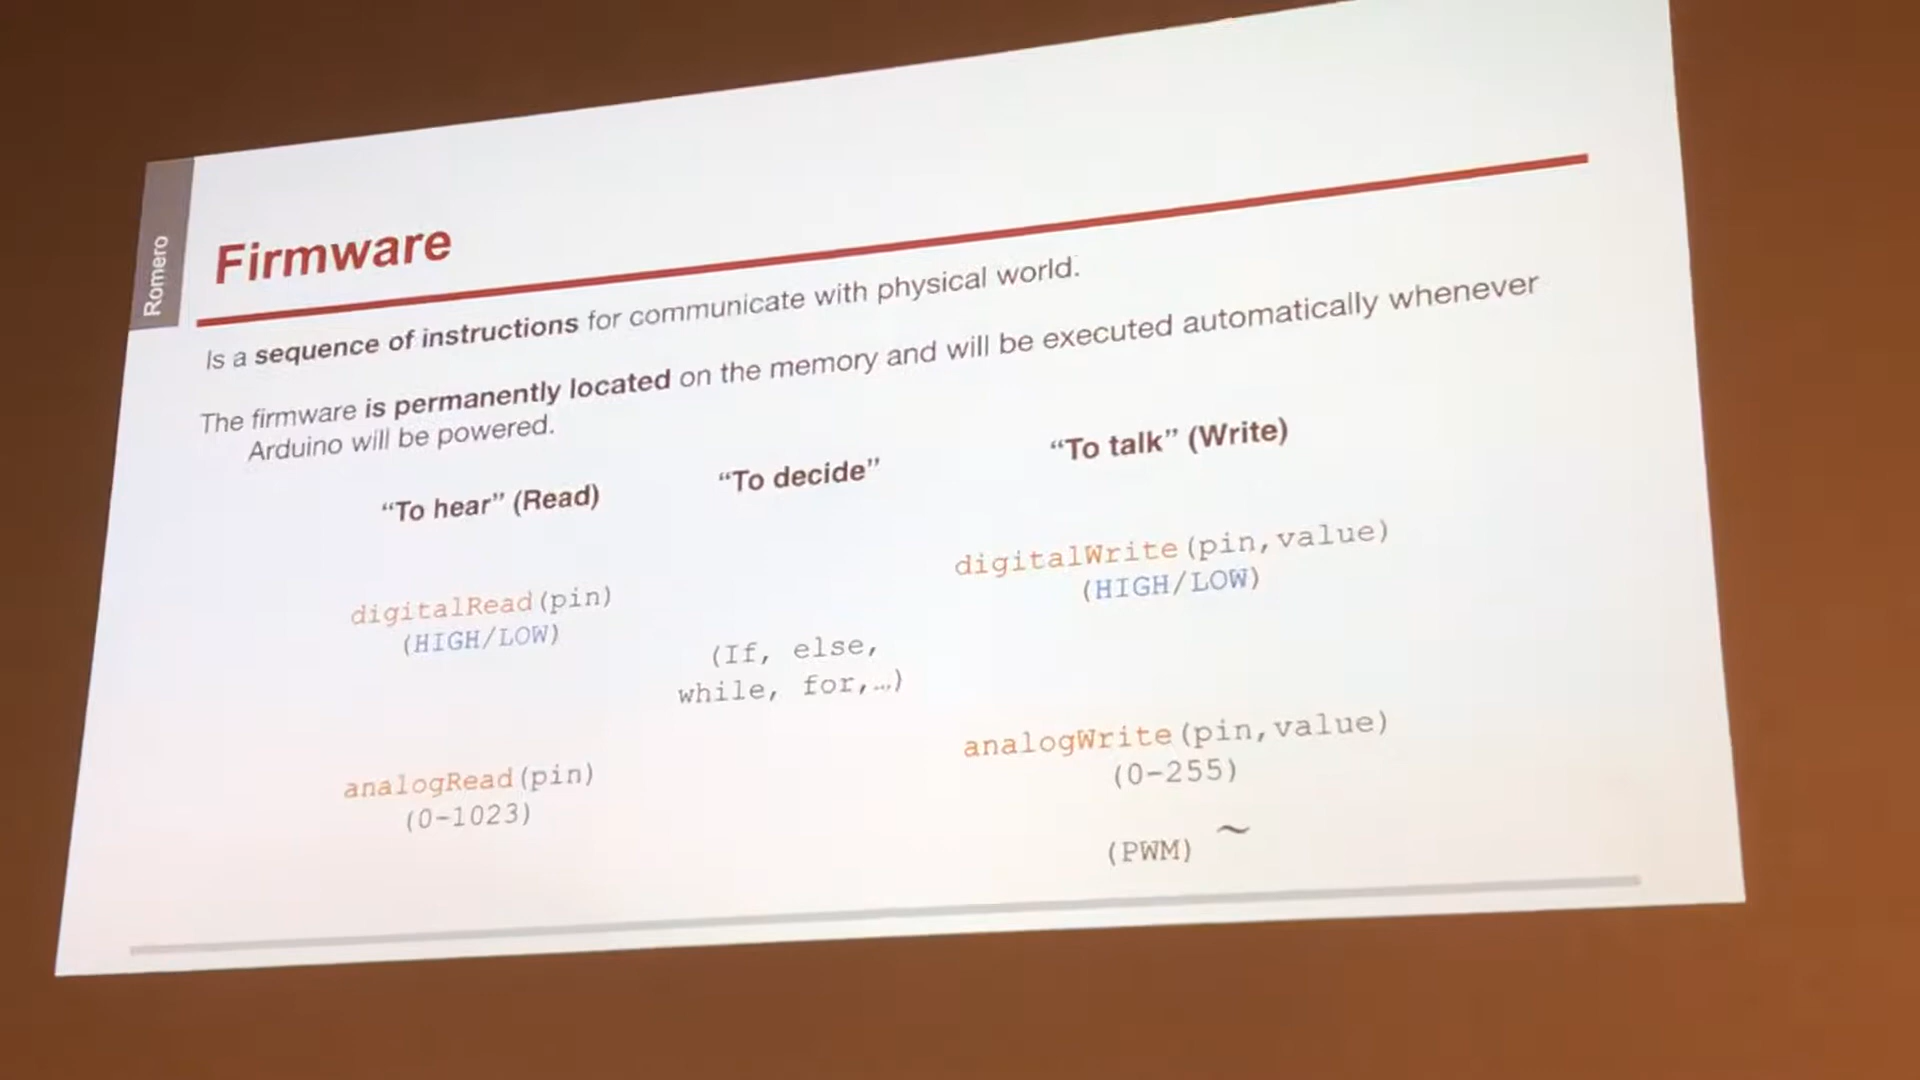 Romero
Firmware
Is a sequence of instructions for communicate with physical world.
The firmware is permanently located on the memory and will be executed automatically whenever
Arduino will be powered.
“To hear” (Read)
“To decide”
“To talk” (Write)
digitalRead(pin)
(HIGH/LOW)
(If, else,
while, for,…)
digitalWrite(pin,value)
(HIGH/LOW)
analogRead(pin)
(0-1023)
analogWrite(pin,value)
(0-255)
(PWM) ~